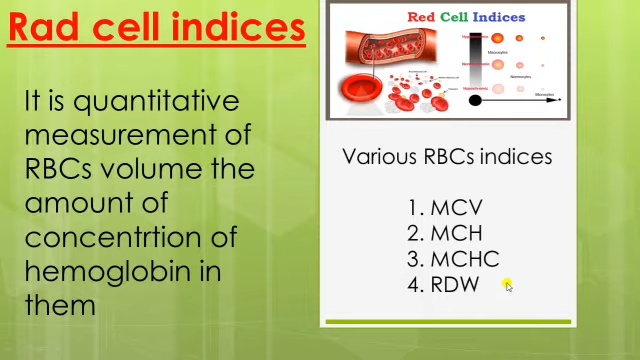 Rad cell indices
It is quantitative
measurement of
RBCs volume the
amount of
concentrtion of
hemoglobin in
them
Red Cell Indices
Various RBCs indices
1. MCV
2. MCH
3. MCHC
4. RDW